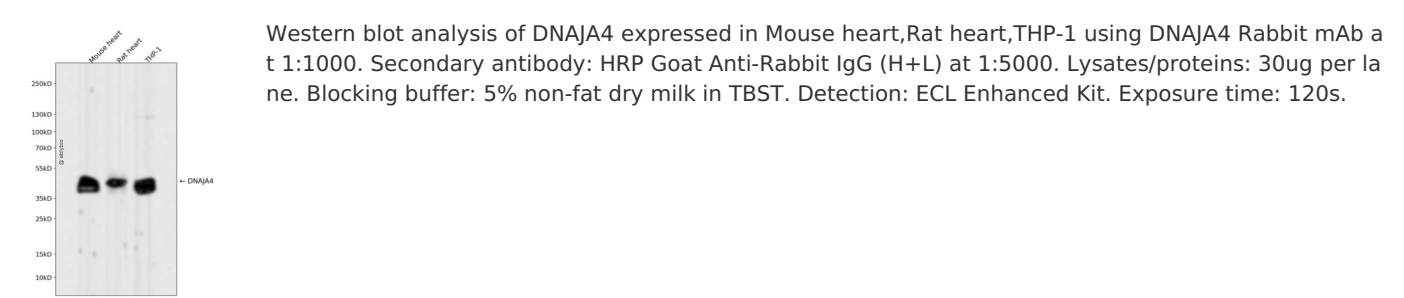 Mouse heart
Rat heart
THP-1
Western blot analysis of DNAJA4 expressed in Mouse heart,Rat heart,THP-1 using DNAJA4 Rabbit mAb a
t 1:1000. Secondary antibody: HRP Goat Anti-Rabbit IgG (H+L) at 1:5000. Lysates/proteins: 30ug per la
ne. Blocking buffer: 5% non-fat dry milk in TBST. Detection: ECL Enhanced Kit. Exposure time: 120s.
250kD
130kD
100kD
70kD
55kD
35kD
25kD
15kD
10kD
← DNAJA4
@ ablybio